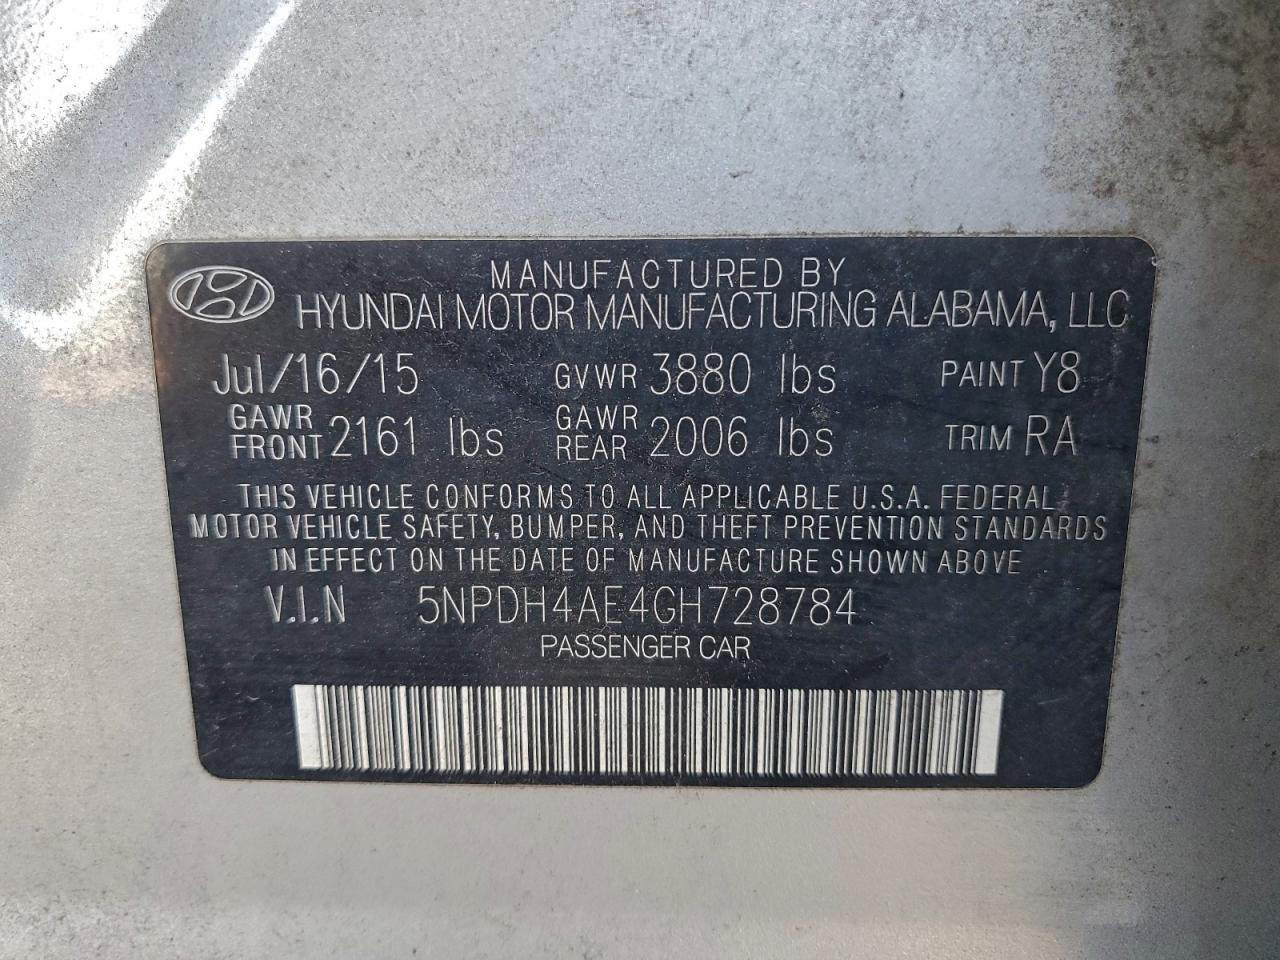 MANUFACTURED BY
HYUNDAI MOTOR MANUFACTURING ALABAMA, LLC
Jul/16/15 GVWR 3880 lbs PAINT Y8
GAWR FRONT 2161 lbs GAWR REAR 2006 lbs TRIM RA
THIS VEHICLE CONFORMS TO ALL APPLICABLE U.S.A. FEDERAL
MOTOR VEHICLE SAFETY, BUMPER, AND THEFT PREVENTION STANDARDS
IN EFFECT ON THE DATE OF MANUFACTURE SHOWN ABOVE
V.I.N 5NPDH4AE4GH728784
PASSENGER CAR